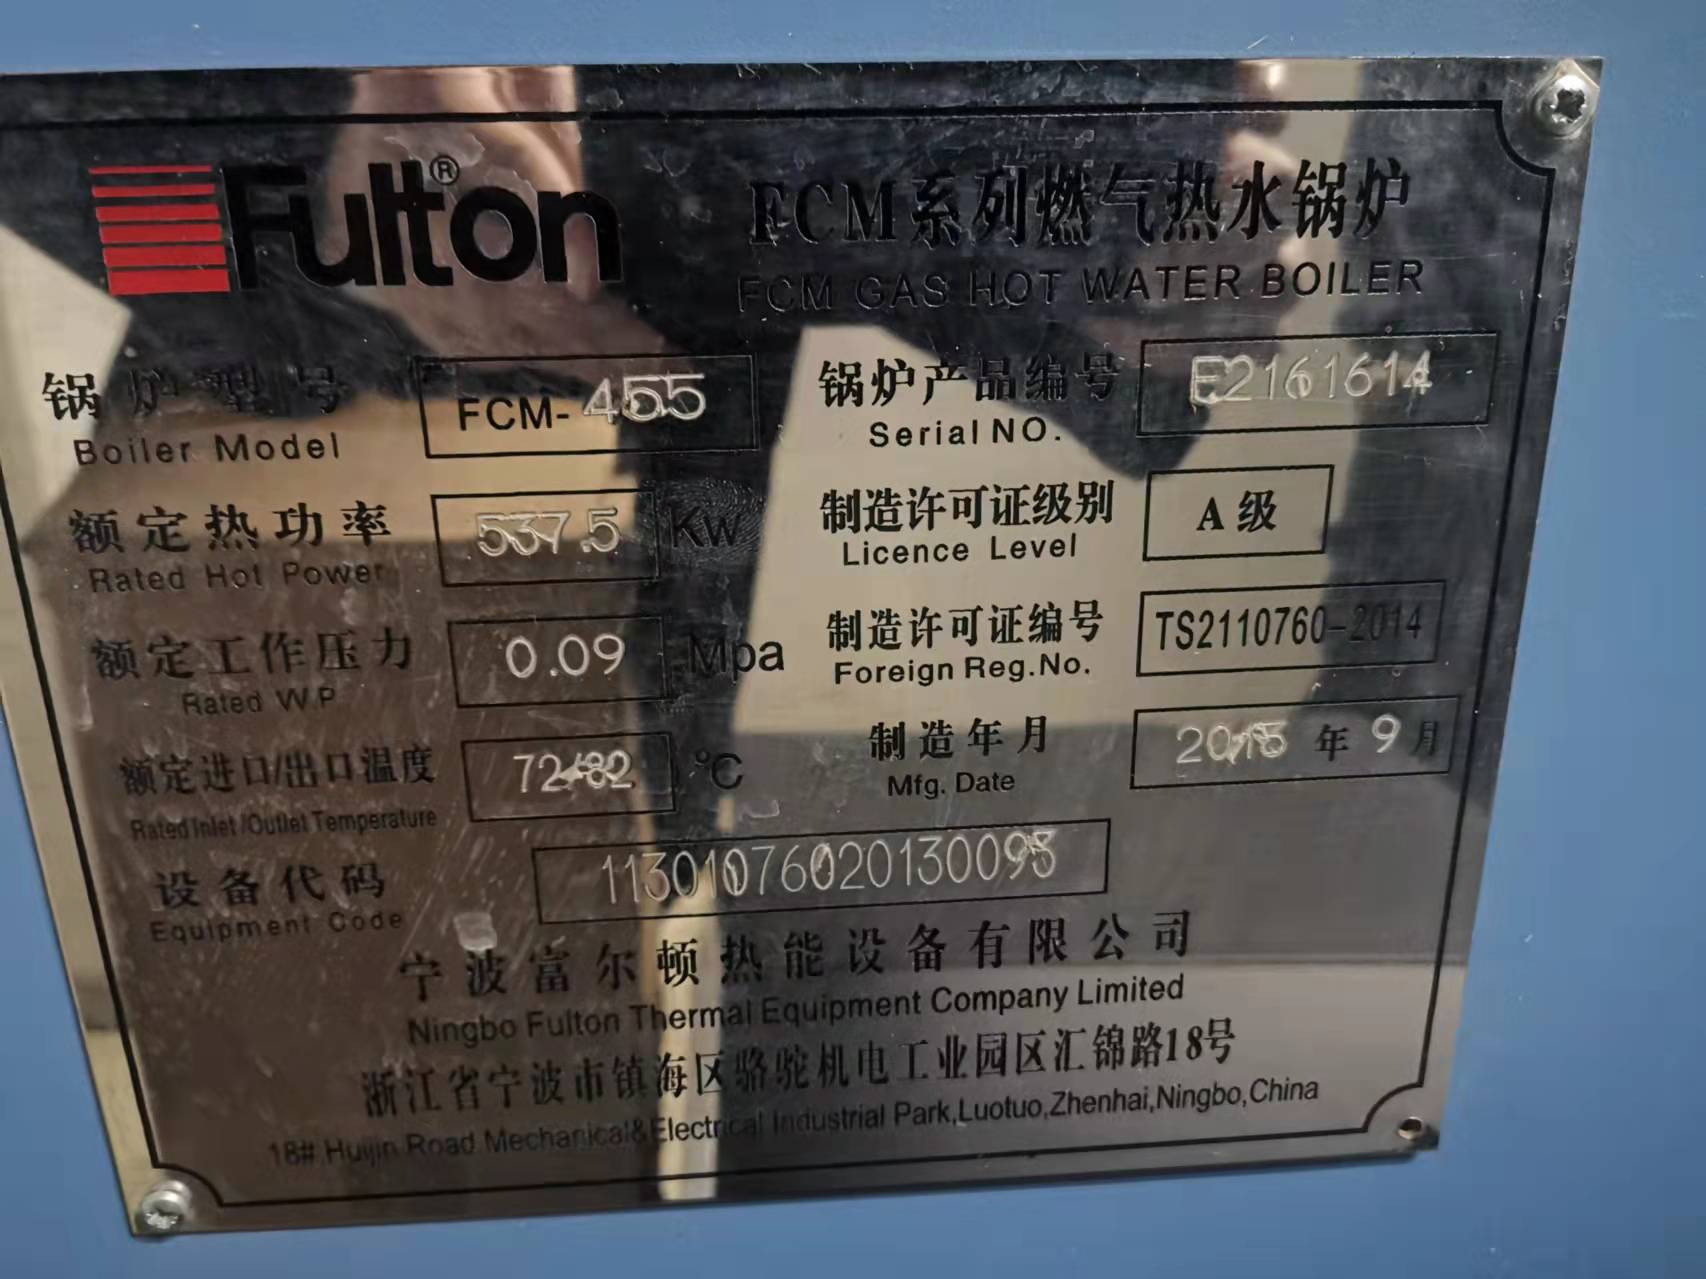 Fulton®
FCM系列燃气热水锅炉
FCM GAS HOT WATER BOILER
锅炉型号 FCM-455
Boiler Model
锅炉产品编号 E2161614
Serial NO.
额定热功率 537.5 Kw
Rated Hot Power
制造许可证级别 A级
Licence Level
额定工作压力 0.09 Mpa
Rated W.P
制造许可证编号 TS2110760-2014
Foreign Reg.No.
额定进口/出口温度 72/82 °C
Rated Inlet/Outlet Temperature
制造年月 年 9 月
Mfg. Date
设备代码
Equipment Code
宁波富尔顿热能设备有限公司
Ningbo Fulton Thermal Equipment Company Limited
浙江省宁波市镇海区骆驼机电工业园区汇锦路18号
18#,Huijin Road Mechanical&Electrical Industrial Park,Luotuo,Zhenhai,Ningbo,China